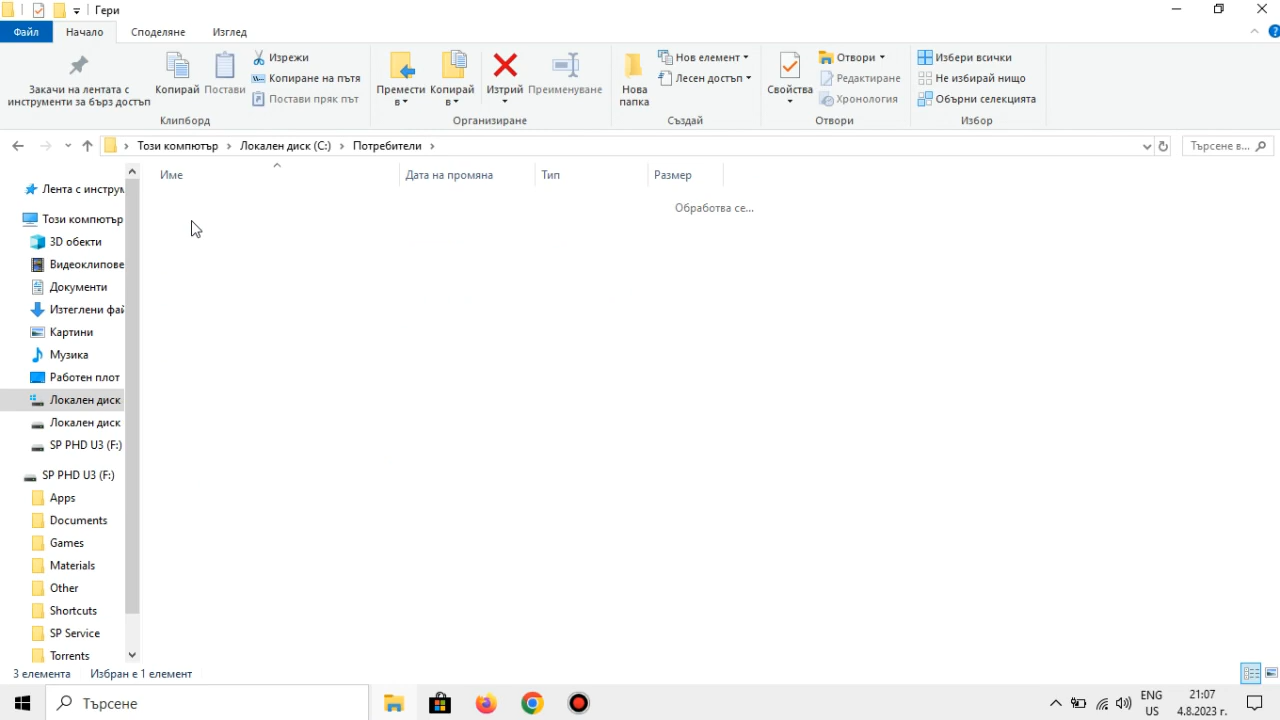 Гери
Файл
Начало
Споделяне
Изглед
?
Закачи на лентата с
инструменти за бърз достъп
Копирай
Постави
Изрежи
Копиране на пътя
Постави пряк път
Клипборд
Премести
в
Копирай
в
Изтрий
Преименуване
Организиране
Нова
папка
Нов елемент
Лесен достъп
Създай
Свойства
Отвори
Редактиране
Хронология
Отвори
Избери всички
Не избирай нищо
Обърни селекцията
Избор
Този компютър
Локален диск (C:)
Потребители
Търсене в...
Име
Дата на промяна
Тип
Размер
Обработва се...
Лента с инструм
Този компютър
3D обекти
Видеоклипове
Документи
Изтеглени фай
Картини
Музика
Работен плот
Локален диск
Локален диск
SP PHD U3 (F:)
SP PHD U3 (F:)
Apps
Documents
Games
Materials
Other
Shortcuts
SP Service
Torrents
3 елемента
Избран е 1 елемент
Търсене
ENG
US
21:07
4.8.2023 г.